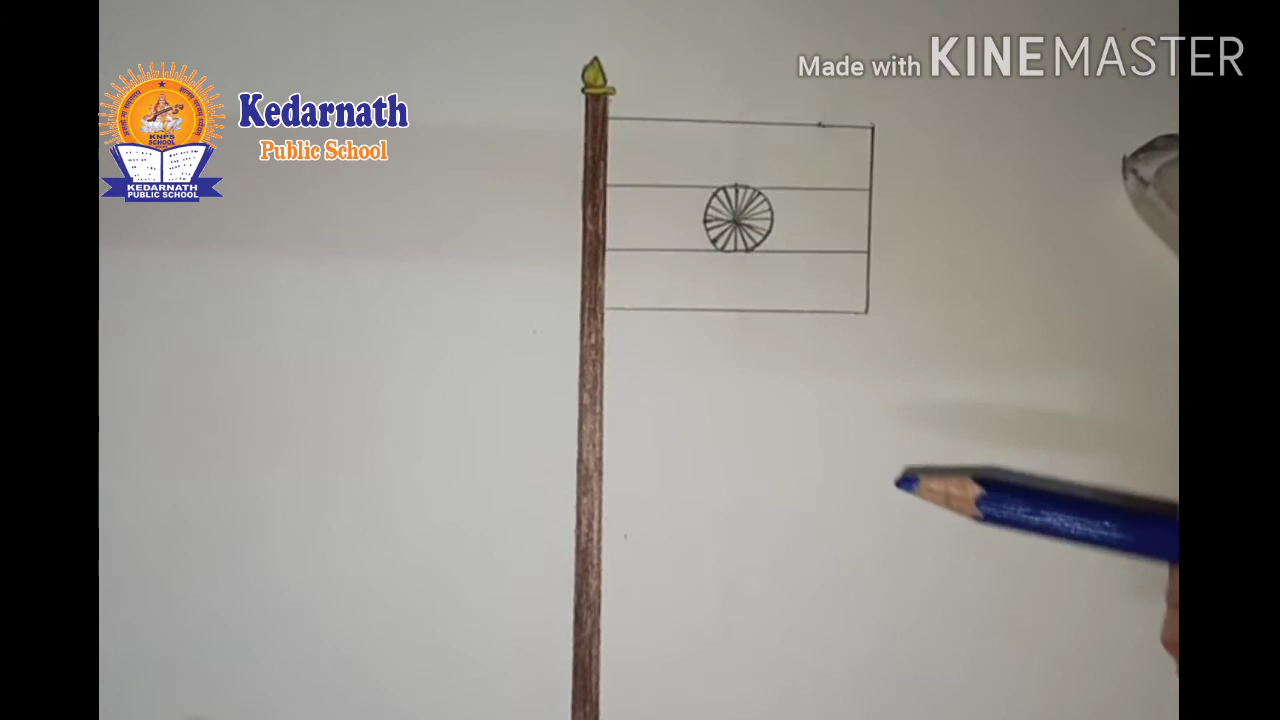 Made with KINEMASTER
Kedarnath
Public School
KNPS
SCHOOL
KEDARNATH
PUBLIC SCHOOL